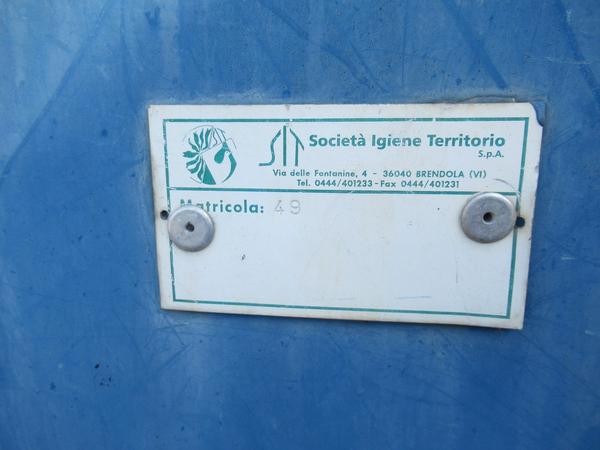 SIT Società Igiene Territorio
S.p.A.
Via delle Fontanine, 4 - 36040 BRENDOLA (VI)
Tel. 0444/401233 - Fax 0444/401231
Matricola: 49